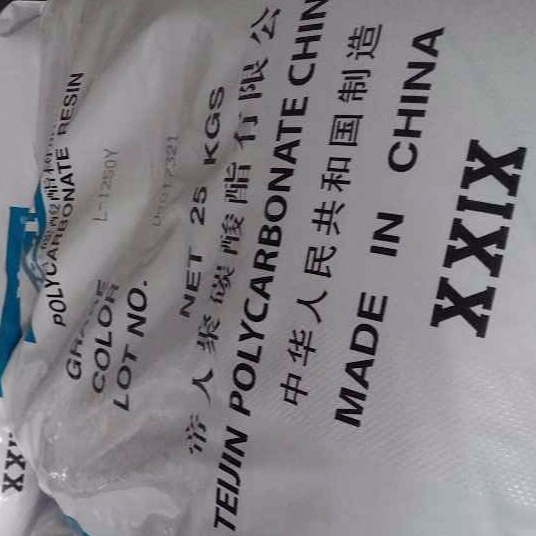 POLYCARBONATE RESIN
GRADE L-1250Y
COLOR
LOT NO.
NET 25 KGS
帝人聚碳酸酯有限公
TEIJIN POLYCARBONATE CHIN
中华人民共和国制造
MADE IN CHINA
XXIX
XX